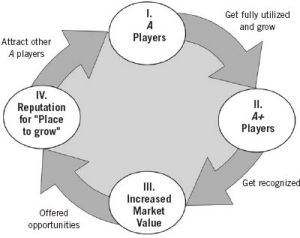 I.
A
Players
Get fully utilized
and grow
II.
A+
Players
Get recognized
III.
Increased
Market
Value
Offered
opportunities
IV.
Reputation
for "Place
to grow"
Attract other
A players